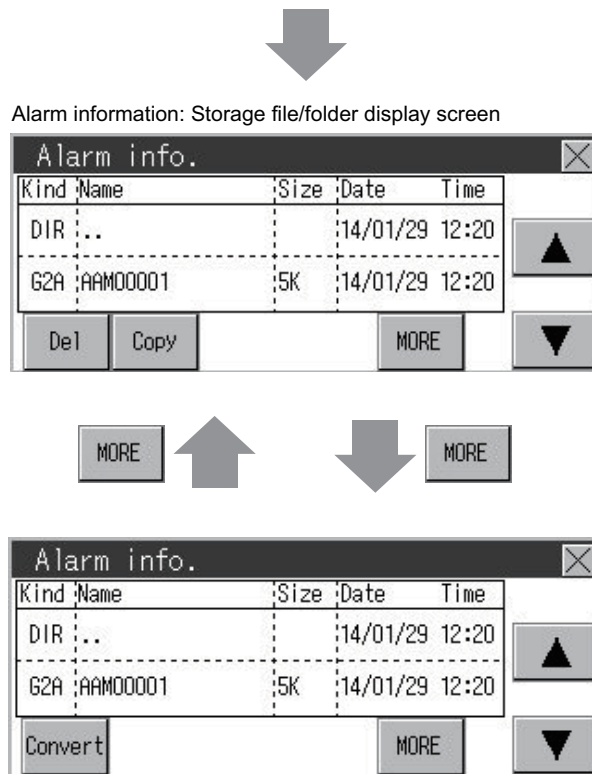 Alarm information: Storage file/folder display screen
Alarm info.
Kind Name Size Date Time
DIR .. 14/01/29 12:20
G2A AAM00001 5K 14/01/29 12:20
Del Copy MORE
MORE MORE
Alarm info.
Kind Name Size Date Time
DIR .. 14/01/29 12:20
G2A AAM00001 5K 14/01/29 12:20
Convert MORE